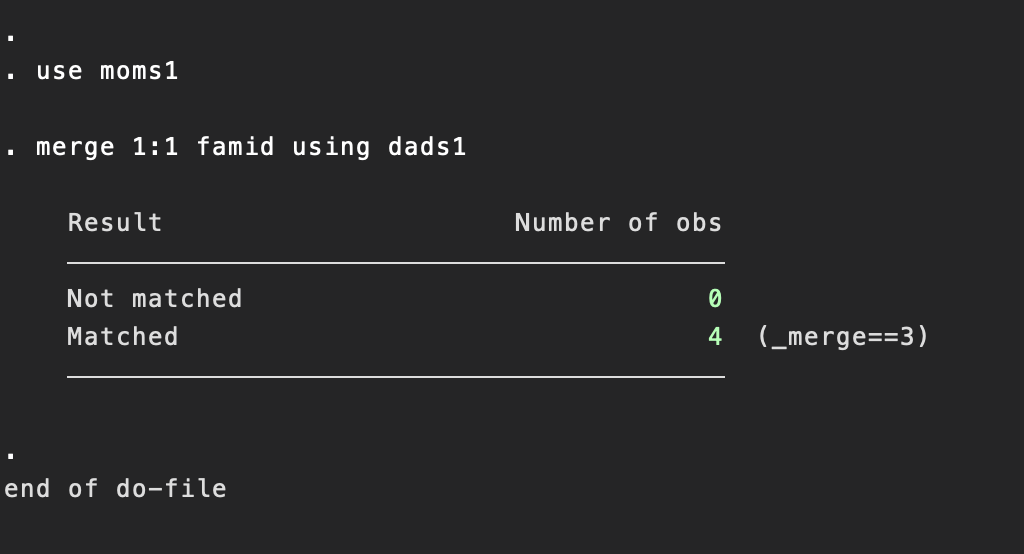 .
. use moms1
. merge 1:1 famid using dads1
Result Number of obs
Not matched 0
Matched 4 (_merge==3)
.
end of do-file